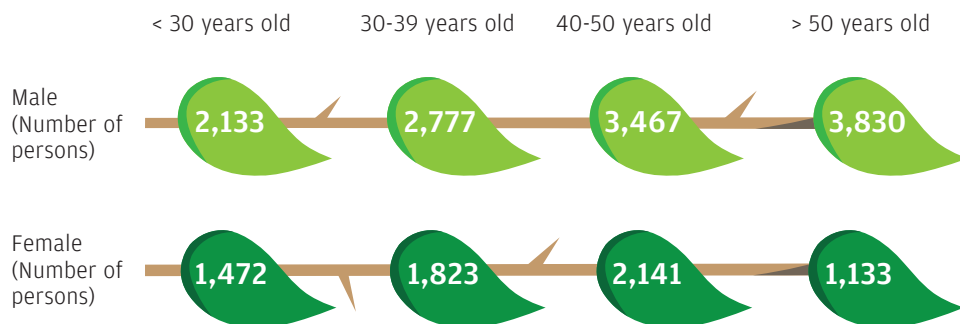 < 30 years old 30-39 years old 40-50 years old > 50 years old
Male
(Number of
persons)
2,133 2,777 3,467 3,830
Female
(Number of
persons)
1,472 1,823 2,141 1,133